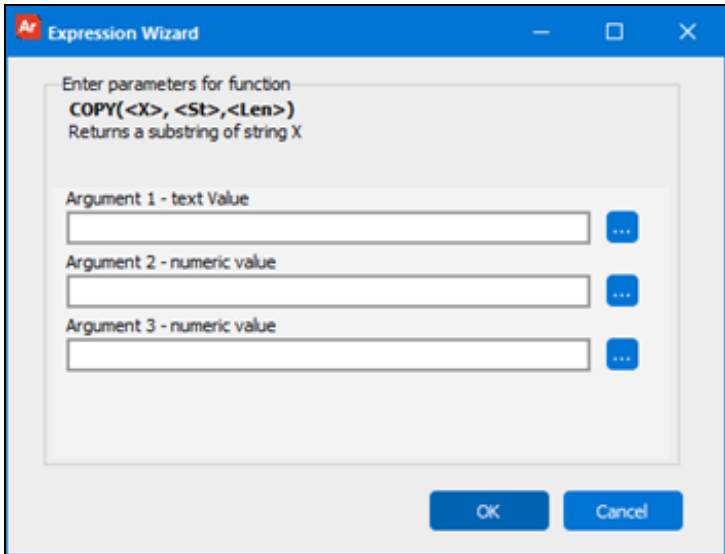 Ar Expression Wizard
Enter parameters for function
COPY(<X>, <St>,<Len>)
Returns a substring of string X
Argument 1 - text Value
...
Argument 2 - numeric value
...
Argument 3 - numeric value
...
OK Cancel